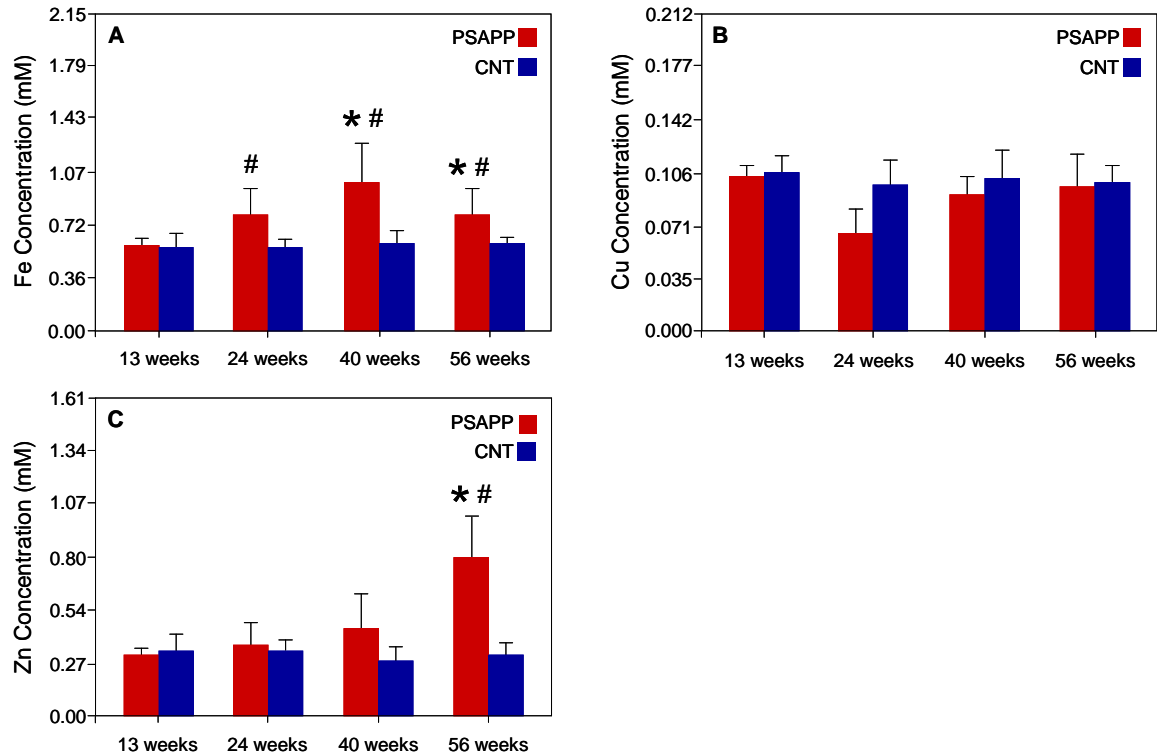 A
PSAPP
CNT
Fe Concentration (mM)
2.15
1.79
1.43
1.07
0.72
0.36
0.00
#
* #
* #
13 weeks 24 weeks 40 weeks 56 weeks
B
PSAPP
CNT
Cu Concentration (mM)
0.212
0.177
0.142
0.106
0.071
0.035
0.000
13 weeks 24 weeks 40 weeks 56 weeks
C
PSAPP
CNT
Zn Concentration (mM)
1.61
1.34
1.07
0.80
0.54
0.27
0.00
* #
13 weeks 24 weeks 40 weeks 56 weeks